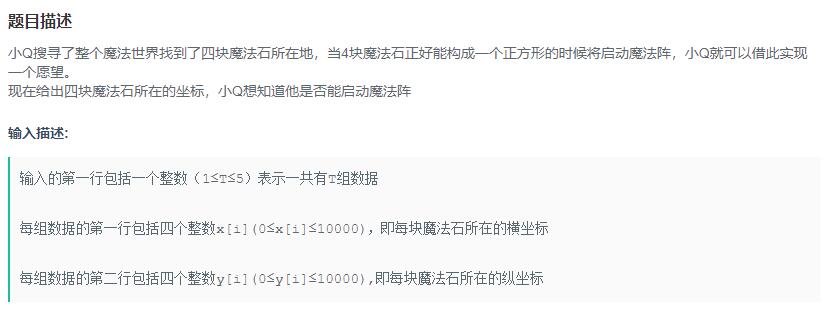 题目描述
小Q搜寻了整个魔法世界找到了四块魔法石所在地，当4块魔法石正好能构成一个正方形的时候将启动魔法阵，小Q就可以借此实现
一个愿望。
现在给出四块魔法石所在的坐标，小Q想知道他是否能启动魔法阵
输入描述:
输入的第一行包括一个整数（1≤T≤5）表示一共有T组数据
每组数据的第一行包括四个整数x[i](0≤x[i]≤10000)，即每块魔法石所在的横坐标
每组数据的第二行包括四个整数y[i](0≤y[i]≤10000),即每块魔法石所在的纵坐标